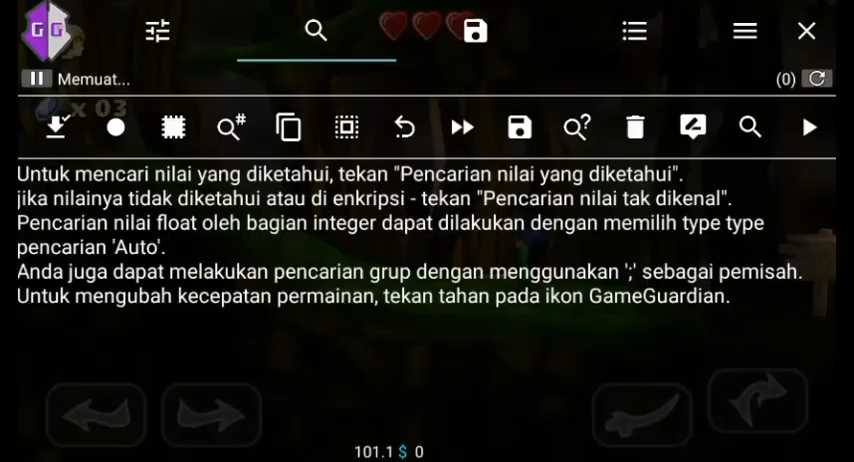 GG
Memuat...
(0)
x 03
#
?
Untuk mencari nilai yang diketahui, tekan "Pencarian nilai yang diketahui".
jika nilainya tidak diketahui atau di enkripsi - tekan "Pencarian nilai tak dikenal".
Pencarian nilai float oleh bagian integer dapat dilakukan dengan memilih type type
pencarian 'Auto'.
Anda juga dapat melakukan pencarian grup dengan menggunakan ';' sebagai pemisah.
Untuk mengubah kecepatan permainan, tekan tahan pada ikon GameGuardian.
101.1 $ 0